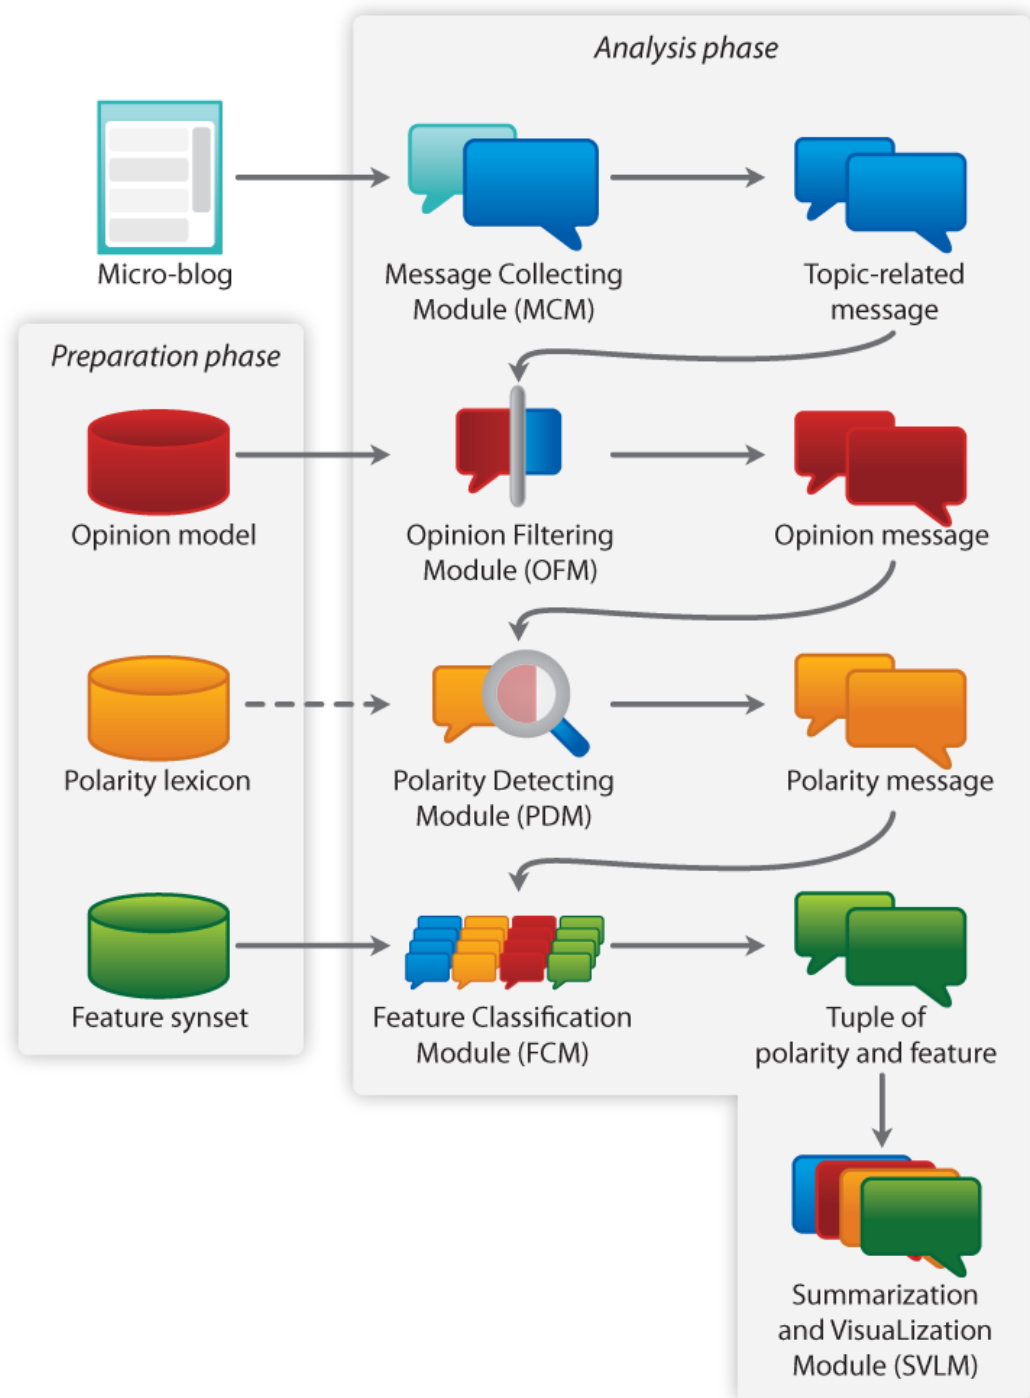 Analysis phase
Micro-blog
Message Collecting
Module (MCM)
Topic-related
message
Preparation phase
Opinion model
Opinion Filtering
Module (OFM)
Opinion message
Polarity lexicon
Polarity Detecting
Module (PDM)
Polarity message
Feature synset
Feature Classification
Module (FCM)
Tuple of
polarity and feature
Summarization
and VisuaLization
Module (SVLM)